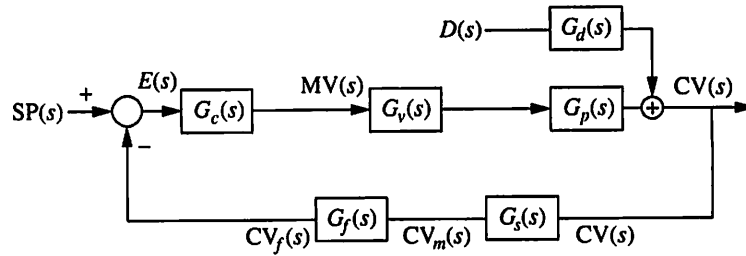 D(s)
G_d(s)
E(s)
MV(s)
CV(s)
SP(s)
+
G_c(s)
G_v(s)
G_p(s)
+
−
G_f(s)
G_s(s)
CV_f(s)
CV_m(s)
CV(s)